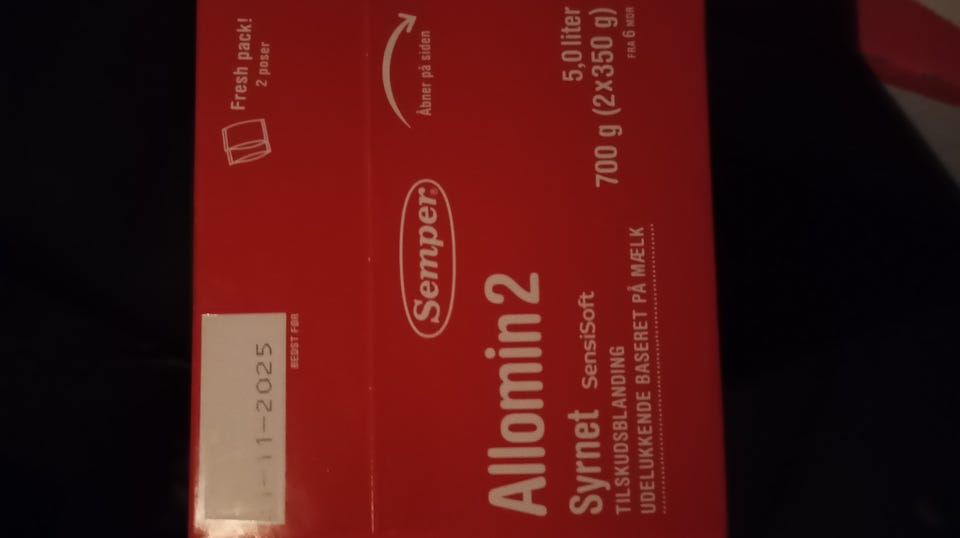 Fresh pack!
2 poser
Åbner på siden
11-2025
BEDST FØR
Semper®
Allomin 2
Syrnet SensiSoft
TILSKUDSBLANDING
UDELUKKENDE BASERET PÅ MÆLK
5,0 liter
700 g (2x350 g)
FRA 6 MDR